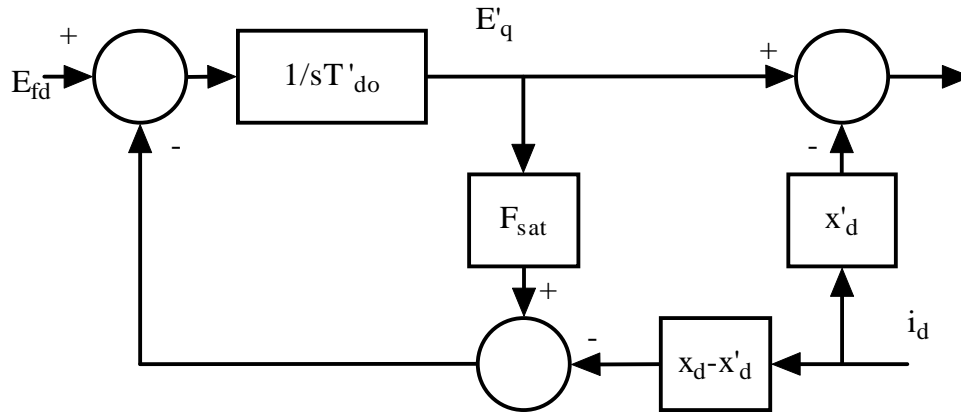 E'q
+
Efd
1/sT'do
+
-
-
Fsat
x'd
+
-
id
xd-x'd